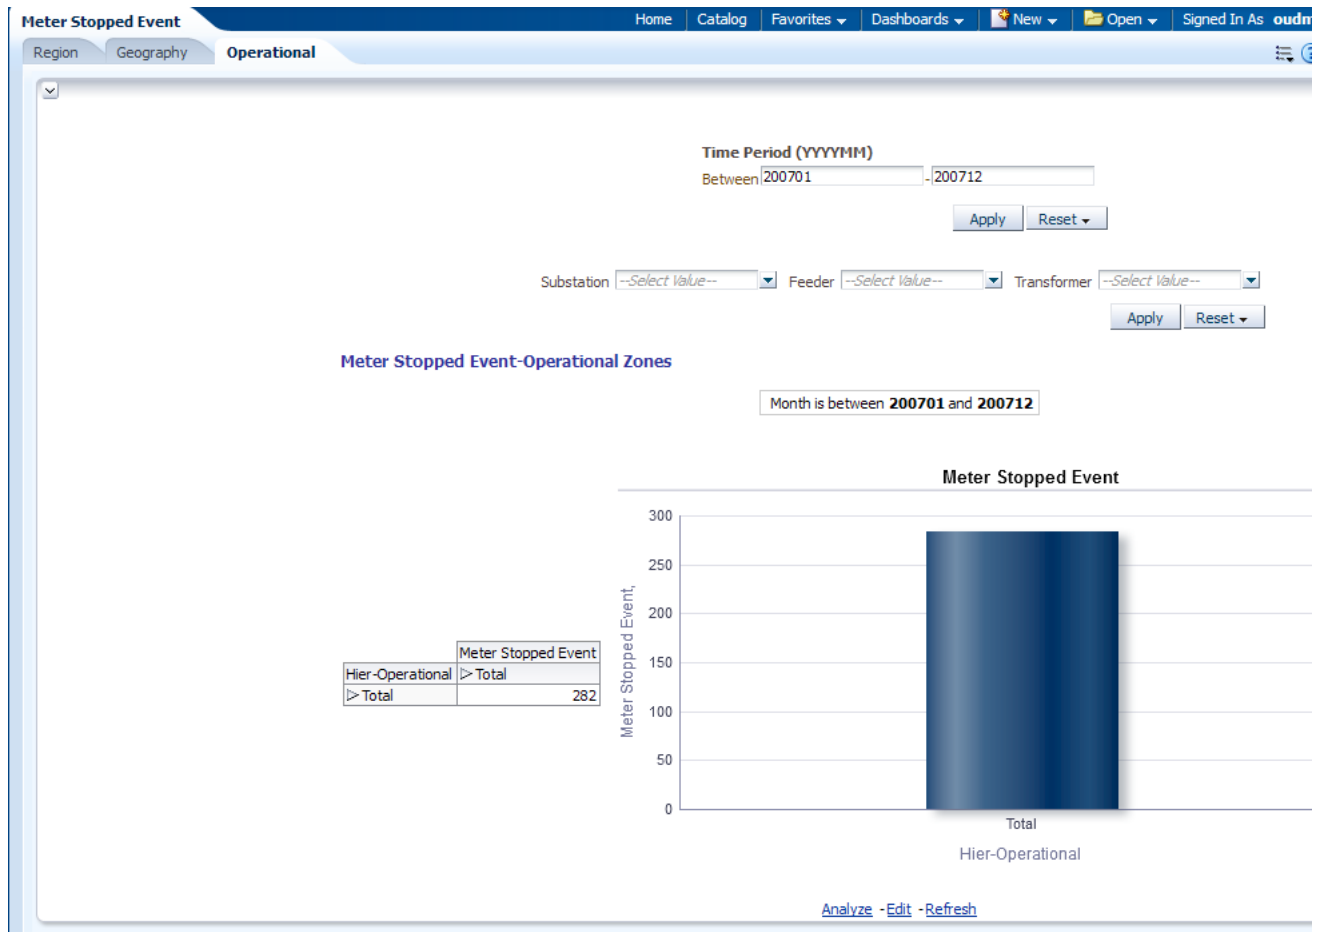 Meter Stopped Event
Home Catalog Favorites Dashboards New Open Signed In As oudm
Region Geography Operational
Time Period (YYYYMM)
Between 200701 - 200712
Apply Reset
Substation --Select Value-- Feeder --Select Value-- Transformer --Select Value--
Apply Reset
Meter Stopped Event-Operational Zones
Month is between 200701 and 200712
Meter Stopped Event
300
250
200
150
100
50
0
Meter Stopped Event,
Total
Hier-Operational
Meter Stopped Event
Hier-Operational Total
Total 282
Analyze - Edit - Refresh